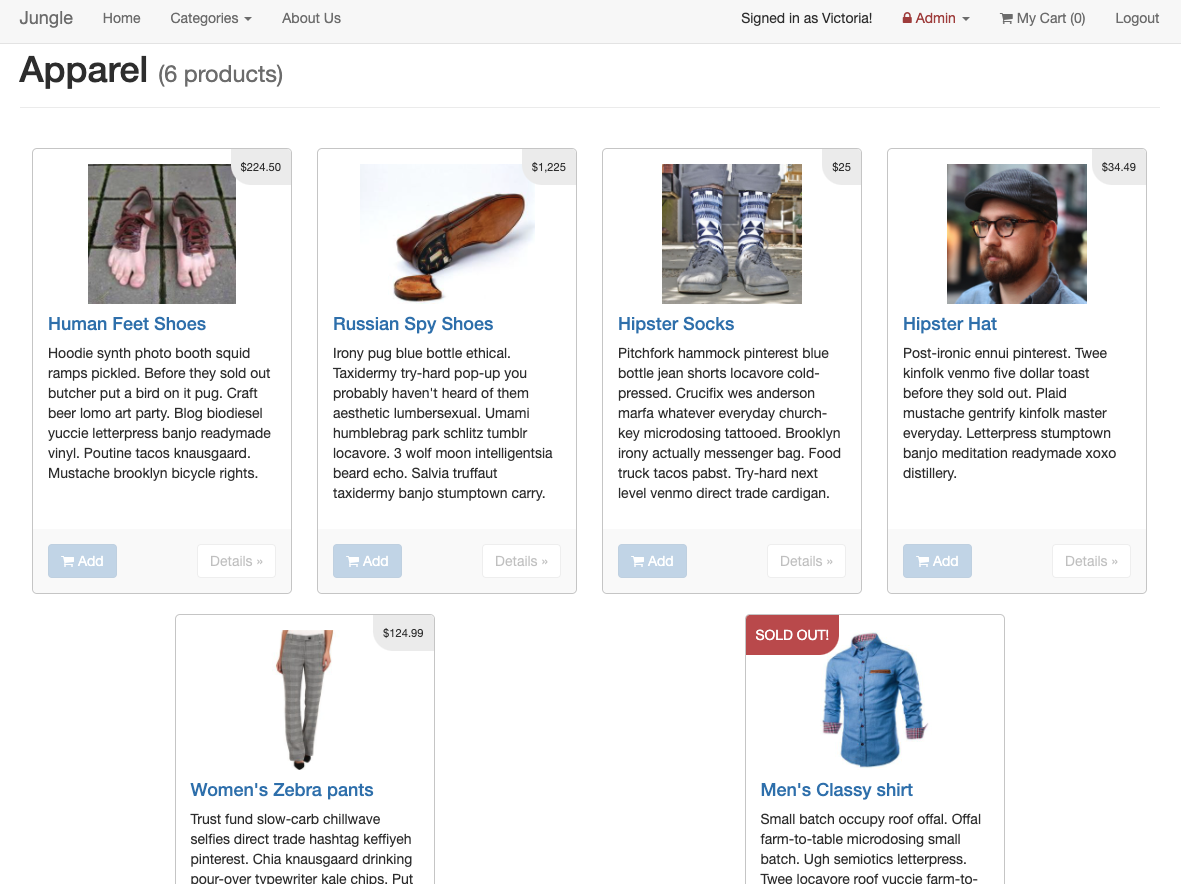 Jungle Home Categories About Us Signed in as Victoria! Admin My Cart (0) Logout
Apparel (6 products)
$224.50
Human Feet Shoes
Hoodie synth photo booth squid
ramps pickled. Before they sold out
butcher put a bird on it pug. Craft
beer lomo art party. Blog biodiesel
yuccie letterpress banjo readymade
vinyl. Poutine tacos knausgaard.
Mustache brooklyn bicycle rights.
Add Details »
$1,225
Russian Spy Shoes
Irony pug blue bottle ethical.
Taxidermy try-hard pop-up you
probably haven't heard of them
aesthetic lumbersexual. Umami
humblebrag park schlitz tumblr
locavore. 3 wolf moon intelligentsia
beard echo. Salvia truffaut
taxidermy banjo stumptown carry.
Add Details »
$25
Hipster Socks
Pitchfork hammock pinterest blue
bottle jean shorts locavore cold-
pressed. Crucifix wes anderson
marfa whatever everyday church-
key microdosing tattooed. Brooklyn
irony actually messenger bag. Food
truck tacos pabst. Try-hard next
level venmo direct trade cardigan.
Add Details »
$34.49
Hipster Hat
Post-ironic ennui pinterest. Twee
kinfolk venmo five dollar toast
before they sold out. Plaid
mustache gentrify kinfolk master
everyday. Letterpress stumptown
banjo meditation readymade xoxo
distillery.
Add Details »
$124.99
Women's Zebra pants
Trust fund slow-carb chillwave
selfies direct trade hashtag keffiyeh
pinterest. Chia knausgaard drinking
pour-over typewriter kale chips. Put
SOLD OUT!
Men's Classy shirt
Small batch occupy roof offal. Offal
farm-to-table microdosing small
batch. Ugh semiotics letterpress.
Twee locavore roof yuccie farm-to-